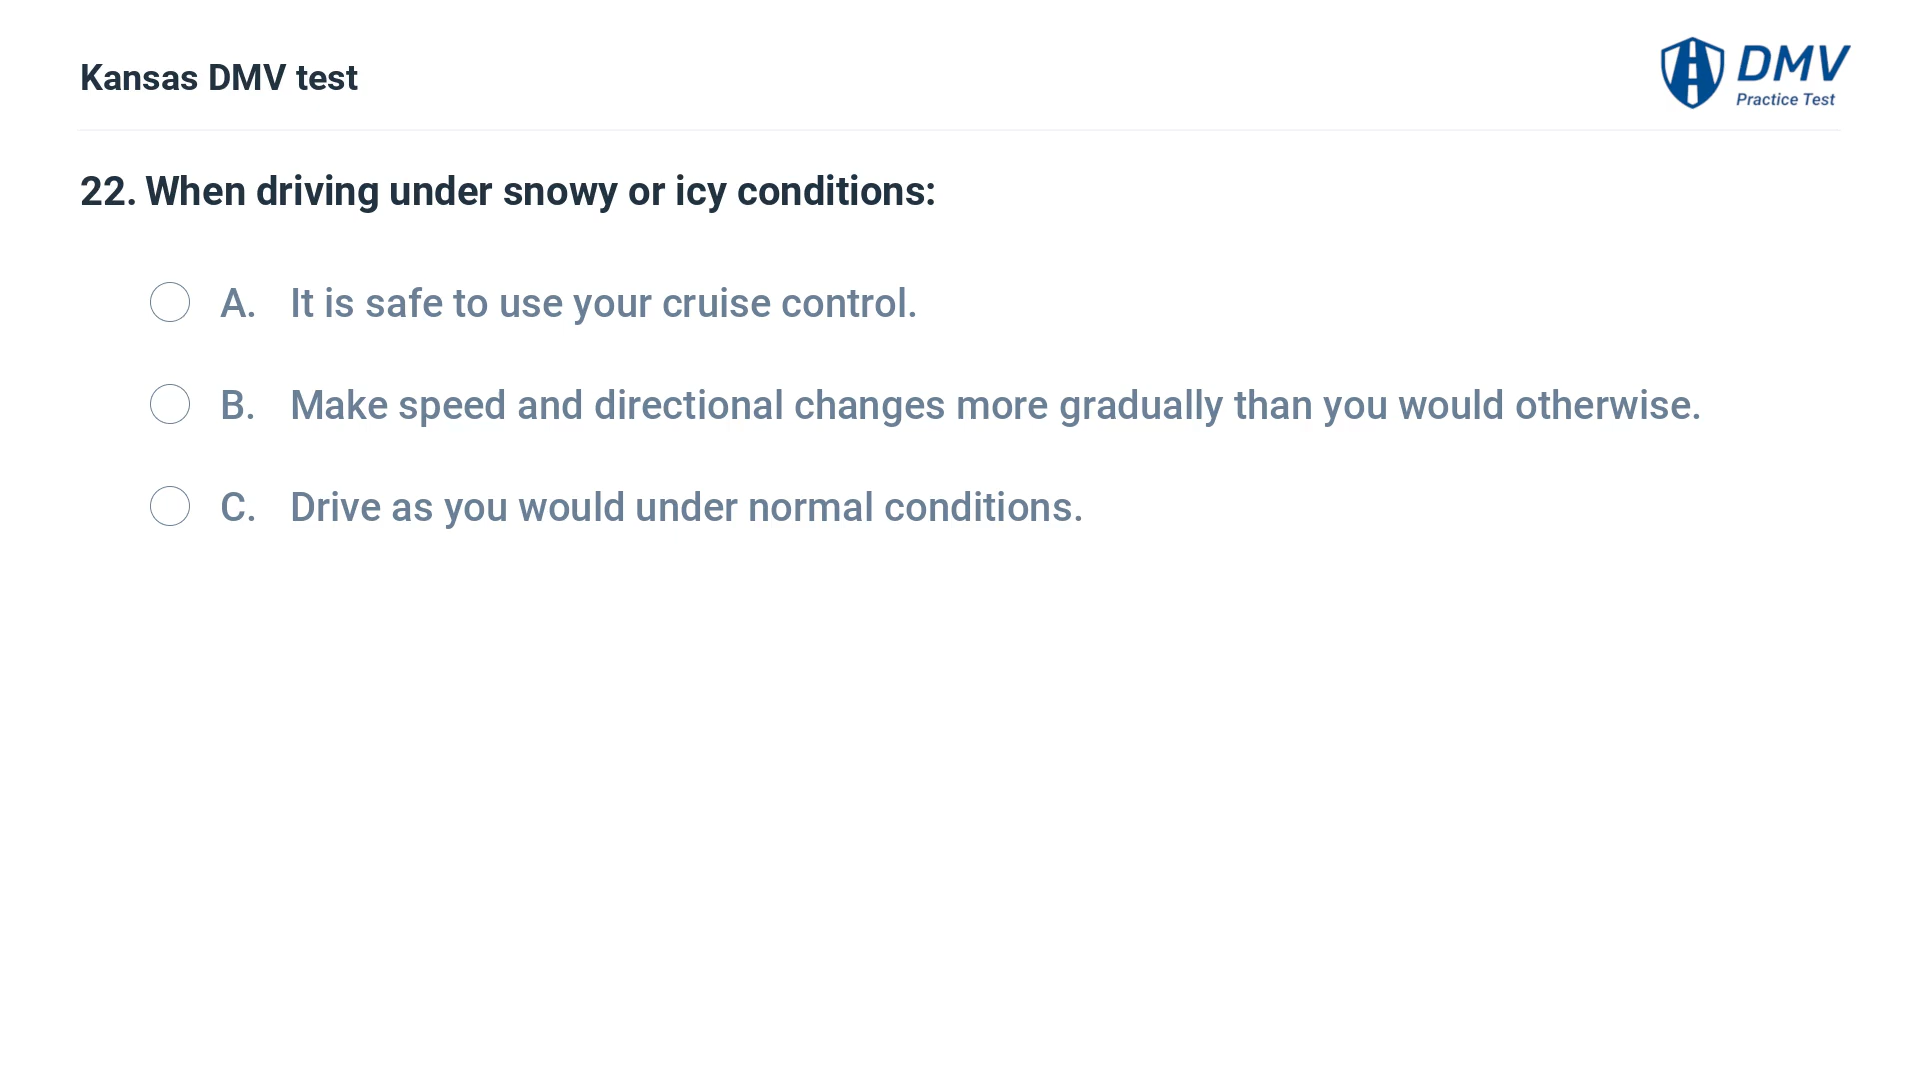 Kansas DMV test
DMV
Practice Test
22. When driving under snowy or icy conditions:
A. It is safe to use your cruise control.
B. Make speed and directional changes more gradually than you would otherwise.
C. Drive as you would under normal conditions.